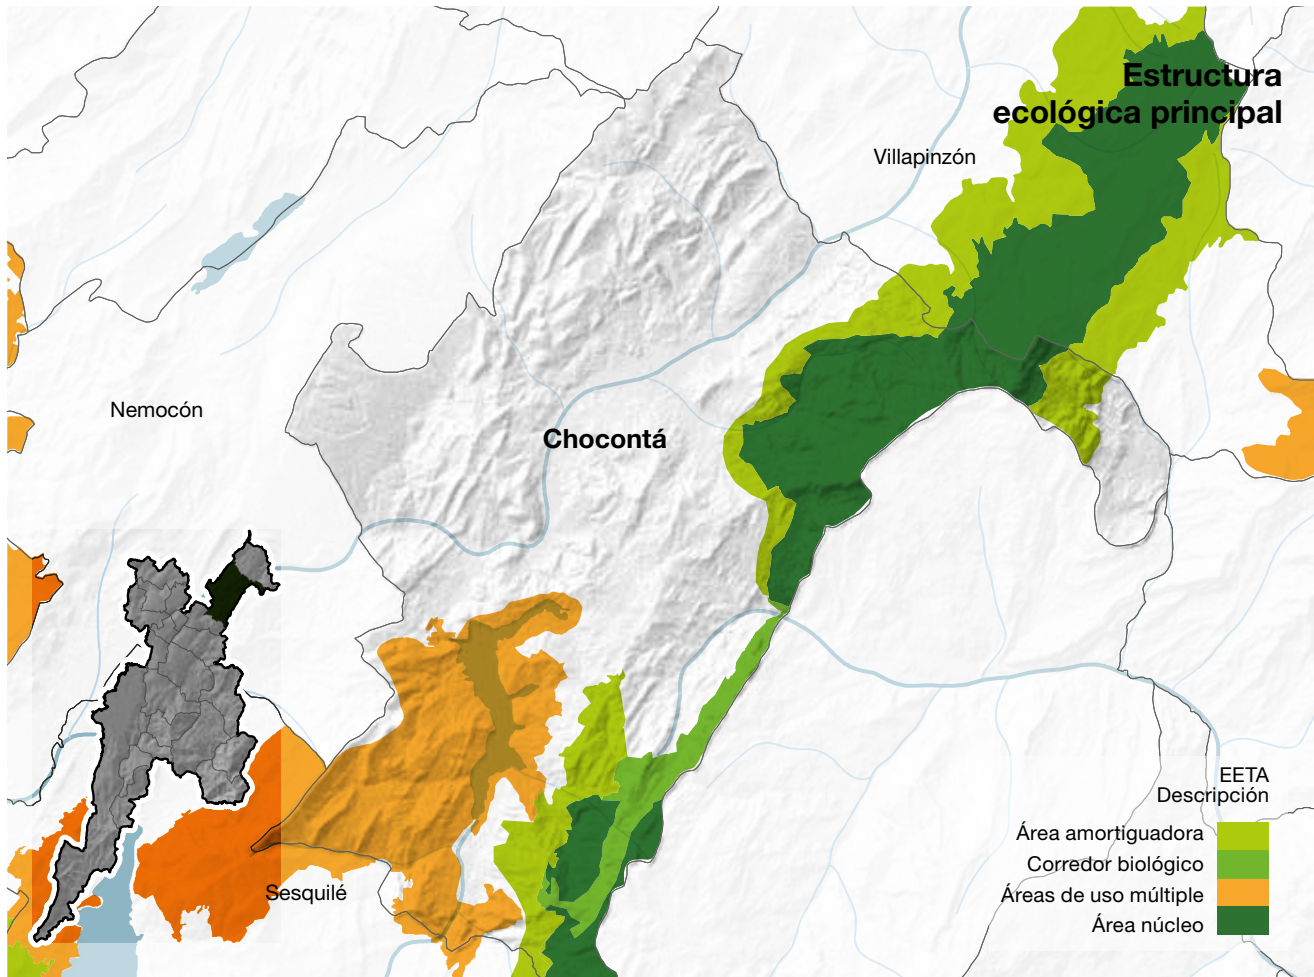 Estructura
ecológica principal
Villapinzón
Nemocón
Chocontá
Sesquilé
EETA
Descripción
Área amortiguadora
Corredor biológico
Áreas de uso múltiple
Área núcleo